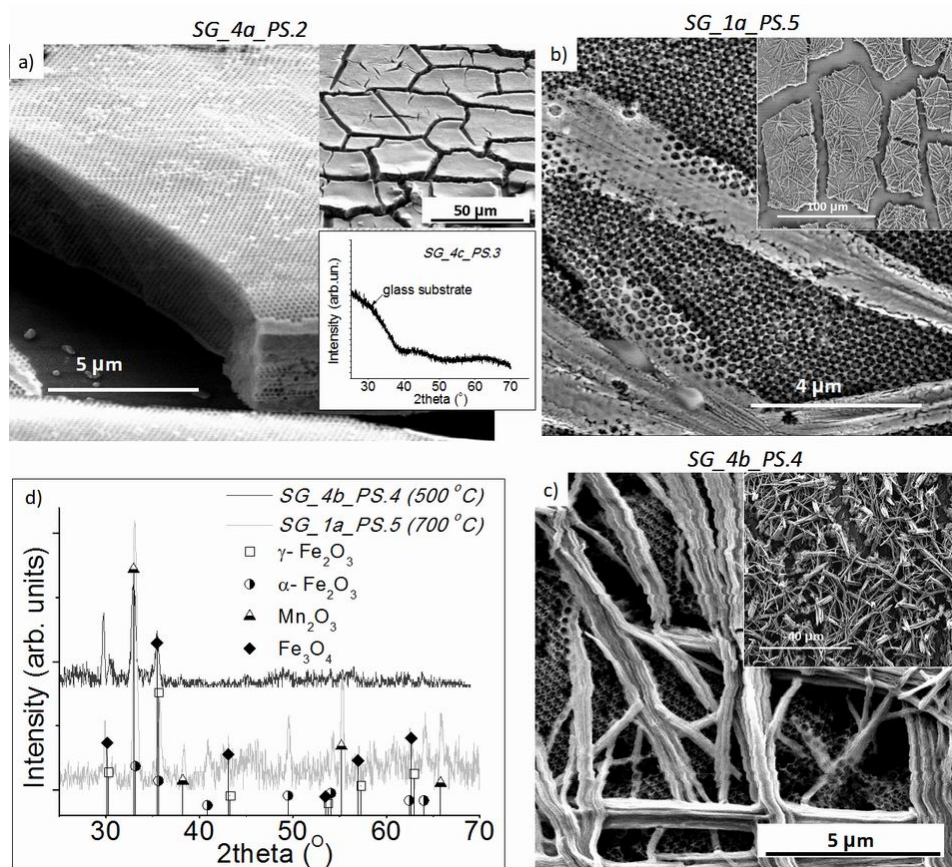 SG_4a_PS.2
SG_1a_PS.5
a)
50 µm
SG_4c_PS.3
glass substrate
Intensity (arb.un.)
30 40 50 60 70
2theta (°)
5 µm
b)
100 µm
4 µm
SG_4b_PS.4
d)
SG_4b_PS.4 (500 °C)
SG_1a_PS.5 (700 °C)
γ- Fe₂O₃
α- Fe₂O₃
Mn₂O₃
Fe₃O₄
Intensity (arb. units)
30 40 50 60 70
2theta (°)
c)
40 µm
5 µm